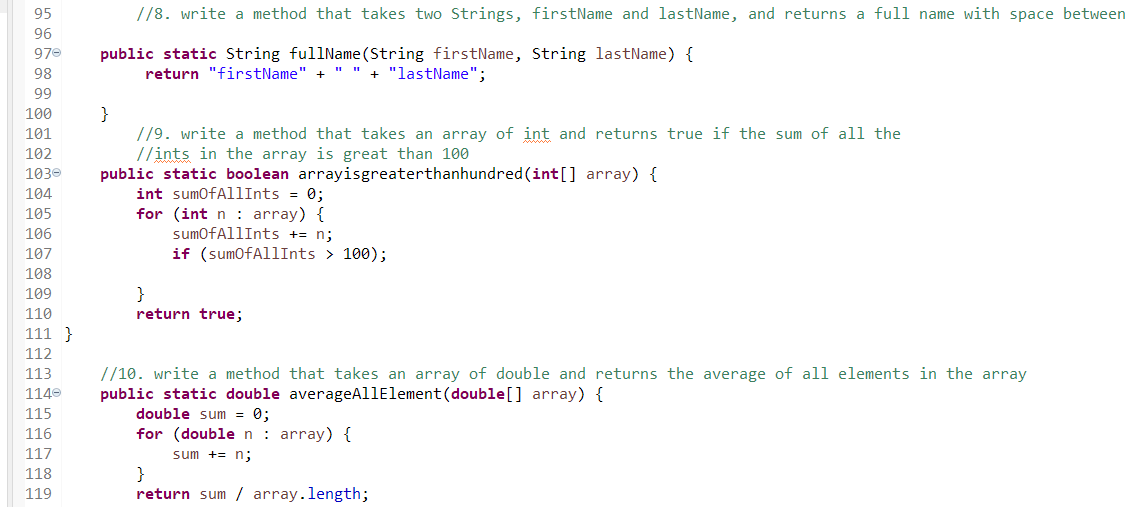 95 //8. write a method that takes two Strings, firstName and lastName, and returns a full name with space between
96
97 public static String fullName(String firstName, String lastName) {
98 return "firstName" + " " + "lastName";
99
100 }
101 //9. write a method that takes an array of int and returns true if the sum of all the
102 //ints in the array is great than 100
103 public static boolean arrayisgreaterthanhundred(int[] array) {
104 int sumOfAllInts = 0;
105 for (int n : array) {
106 sumOfAllInts += n;
107 if (sumOfAllInts > 100);
108
109 }
110 return true;
111 }
112
113 //10. write a method that takes an array of double and returns the average of all elements in the array
114 public static double averageAllElement(double[] array) {
115 double sum = 0;
116 for (double n : array) {
117 sum += n;
118 }
119 return sum / array.length;